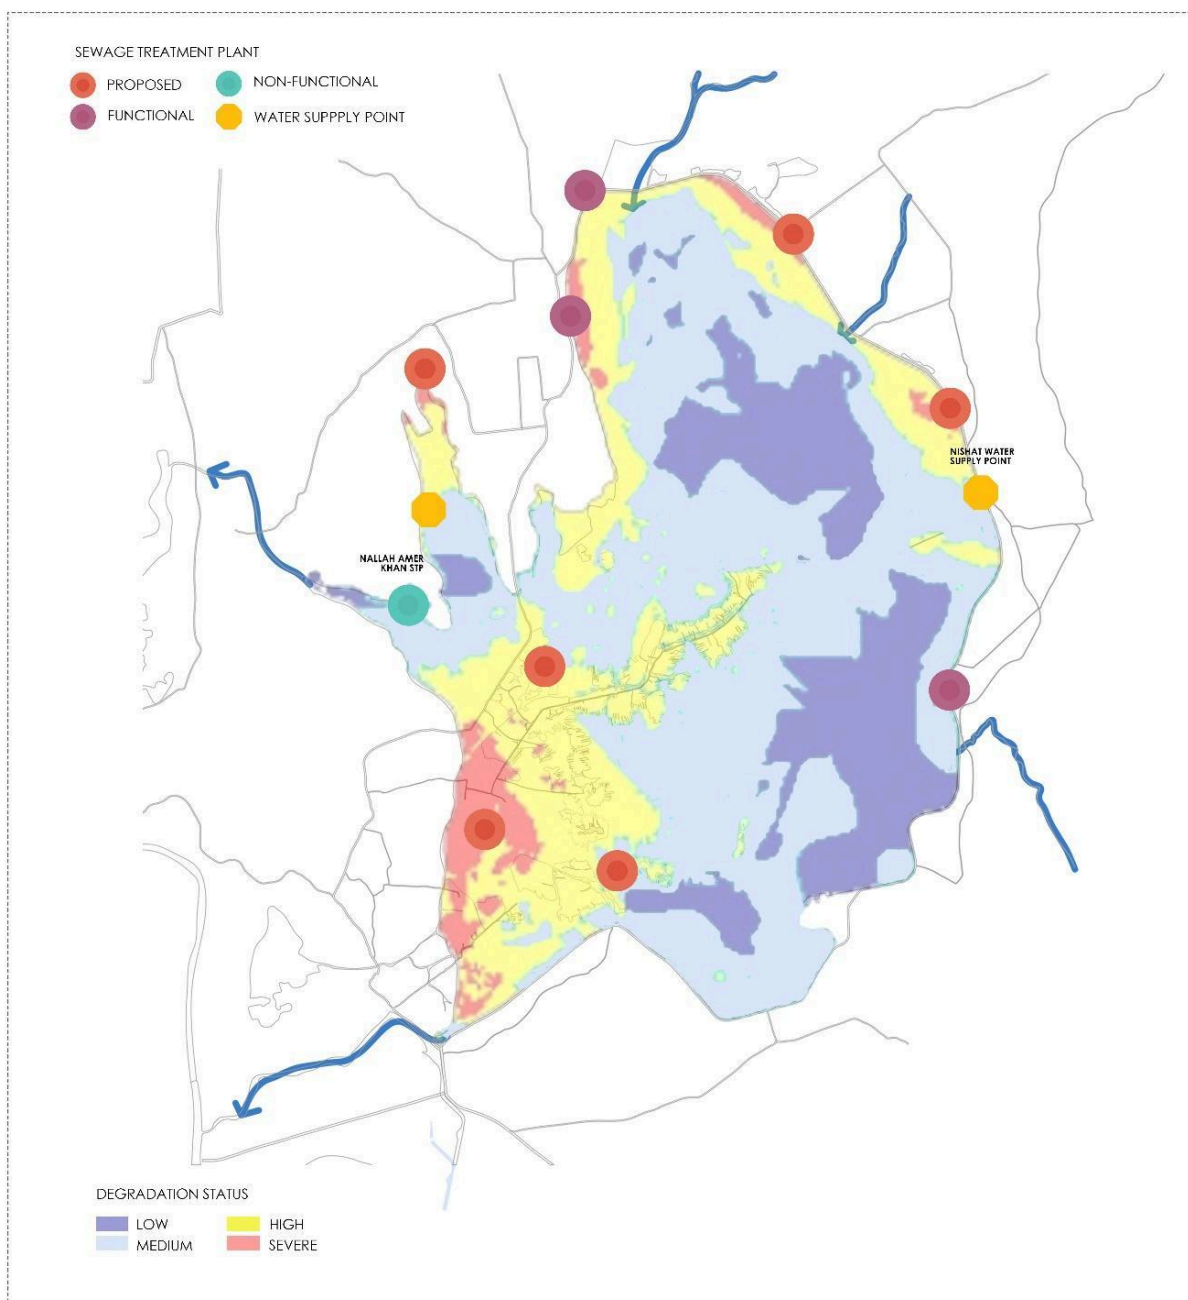 SEWAGE TREATMENT PLANT
PROPOSED
NON-FUNCTIONAL
FUNCTIONAL
WATER SUPPPLY POINT
NISHAT WATER
SUPPLY POINT
NALLAH AMER
KHAN STP
DEGRADATION STATUS
LOW
HIGH
MEDIUM
SEVERE